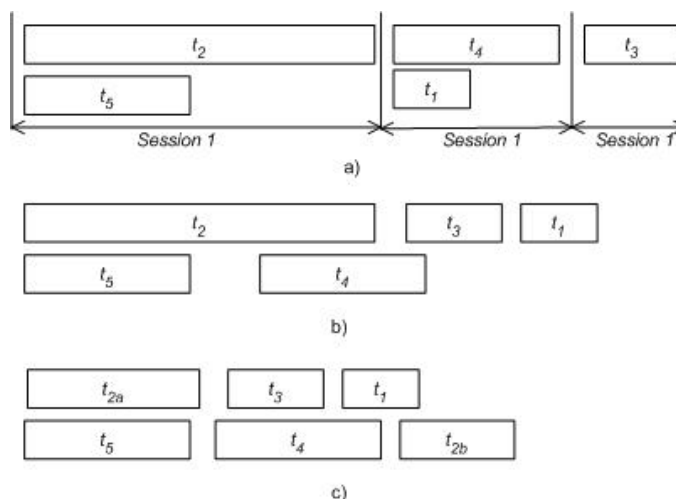 t2 t4 t3
t5 t1
Session 1 Session 1 Session 1
a)
t2 t3 t1
t5 t4
b)
t2a t3 t1
t5 t4 t2b
c)